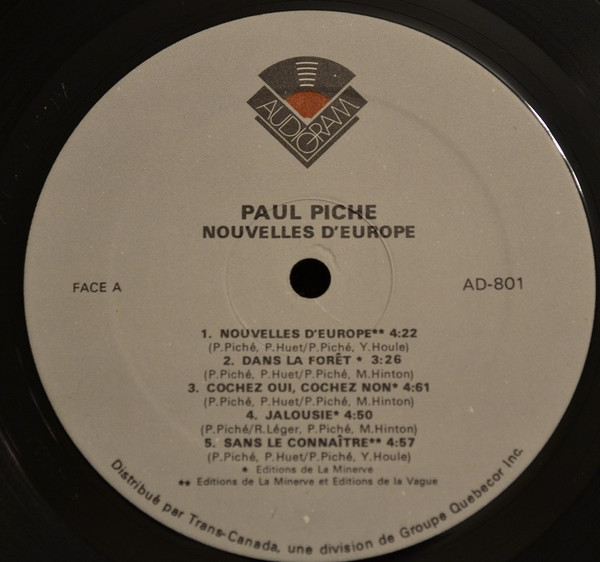 AUDIOGRAM
PAUL PICHE
NOUVELLES D'EUROPE
FACE A
AD-801
1. NOUVELLES D'EUROPE** 4:22
(P.Piché, P.Huet/P.Piché, Y.Houle)
2. DANS LA FORÊT * 3:26
(P.Piché, P.Huet/P.Piché, M.Hinton)
3. COCHEZ OUI, COCHEZ NON* 4:61
(P.Piché, P.Huet/P.Piché, M.Hinton)
4. JALOUSIE* 4:50
(P.Piché/R.Léger, P.Piché, M.Hinton)
5. SANS LE CONNAÎTRE** 4:57
(P.Piché, P.Huet/P.Piché, Y.Houle)
* Editions de La Minerve
** Editions de La Minerve et Editions de la Vague
Distribué par Trans-Canada, une division de Groupe Quebecor Inc.